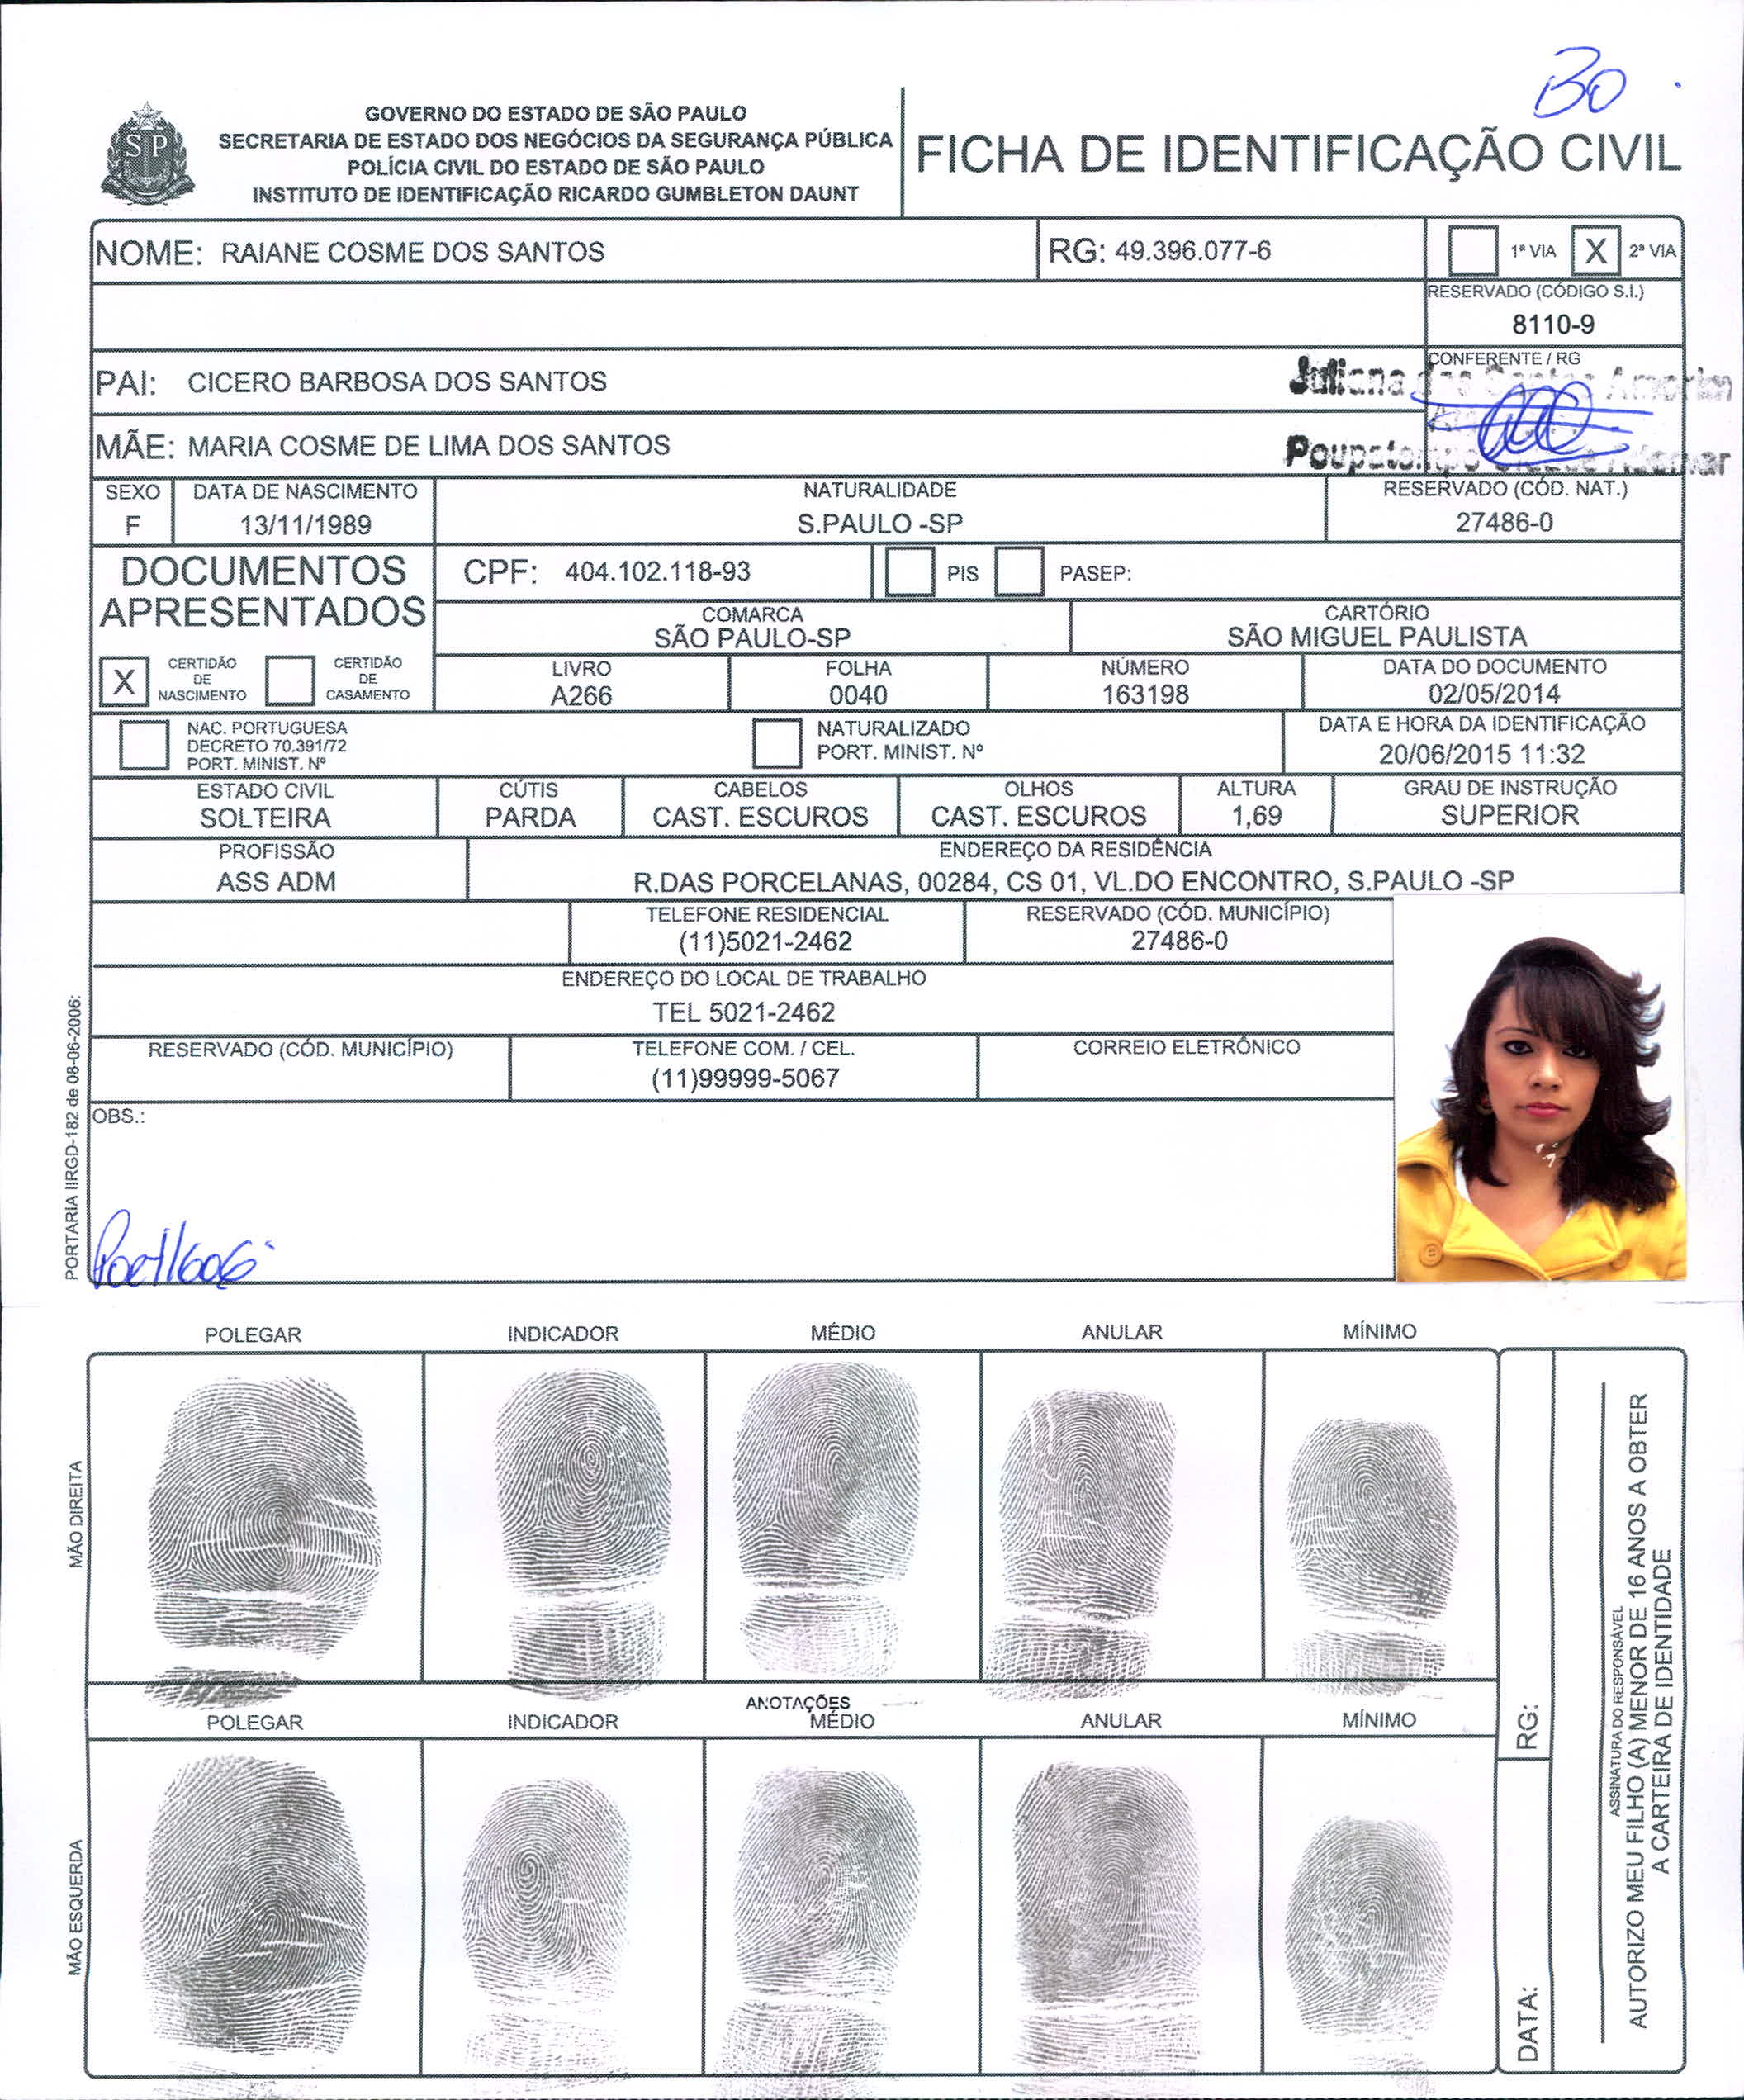 BO
GOVERNO DO ESTADO DE SÃO PAULO
SECRETARIA DE ESTADO DOS NEGÓCIOS DA SEGURANÇA PÚBLICA
POLÍCIA CIVIL DO ESTADO DE SÃO PAULO
INSTITUTO DE IDENTIFICAÇÃO RICARDO GUMBLETON DAUNT
SP
FICHA DE IDENTIFICAÇÃO CIVIL
NOME: RAIANE COSME DOS SANTOS
RG: 49.396.077-6
1ª VIA X 2ª VIA
RESERVADO (CÓDIGO S.I.)
8110-9
PAI: CICERO BARBOSA DOS SANTOS
CONFERENTE / RG
Juliana dos Santos Amorim
MÃE: MARIA COSME DE LIMA DOS SANTOS
Poupatempo Cidade Ademar
SEXO
F
DATA DE NASCIMENTO
13/11/1989
NATURALIDADE
S.PAULO -SP
RESERVADO (CÓD. NAT.)
27486-0
DOCUMENTOS
APRESENTADOS
CPF: 404.102.118-93
PIS
PASEP:
COMARCA
SÃO PAULO-SP
CARTÓRIO
SÃO MIGUEL PAULISTA
X CERTIDÃO DE NASCIMENTO
CERTIDÃO DE CASAMENTO
LIVRO
A266
FOLHA
0040
NÚMERO
163198
DATA DO DOCUMENTO
02/05/2014
NAC. PORTUGUESA
DECRETO 70.391/72
PORT. MINIST. Nº
NATURALIZADO
PORT. MINIST. Nº
DATA E HORA DA IDENTIFICAÇÃO
20/06/2015 11:32
ESTADO CIVIL
SOLTEIRA
CÚTIS
PARDA
CABELOS
CAST. ESCUROS
OLHOS
CAST. ESCUROS
ALTURA
1,69
GRAU DE INSTRUÇÃO
SUPERIOR
PROFISSÃO
ASS ADM
ENDEREÇO DA RESIDÊNCIA
R.DAS PORCELANAS, 00284, CS 01, VL.DO ENCONTRO, S.PAULO -SP
TELEFONE RESIDENCIAL
(11)5021-2462
RESERVADO (CÓD. MUNICÍPIO)
27486-0
ENDEREÇO DO LOCAL DE TRABALHO
TEL 5021-2462
RESERVADO (CÓD. MUNICÍPIO)
TELEFONE COM. / CEL.
(11)99999-5067
CORREIO ELETRÔNICO
OBS.:
PORTARIA IIRGD-182 de 08-06-2006:
POLEGAR INDICADOR MÉDIO ANULAR MÍNIMO
MÃO DIREITA
ANOTAÇÕES
POLEGAR INDICADOR MÉDIO ANULAR MÍNIMO
MÃO ESQUERDA
RG:
DATA:
ASSINATURA DO RESPONSÁVEL
AUTORIZO MEU FILHO (A) MENOR DE 16 ANOS A OBTER
A CARTEIRA DE IDENTIDADE